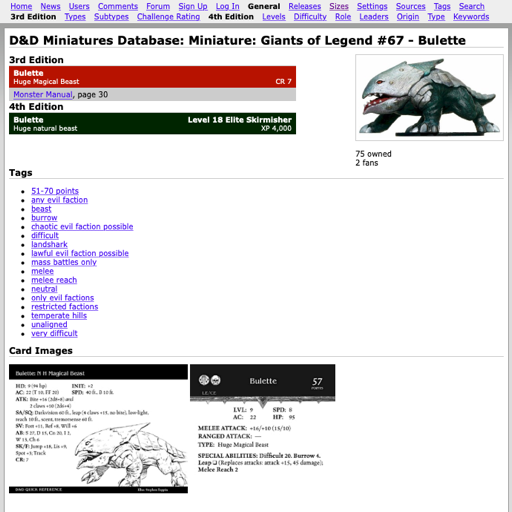 Home News Users Comments Forum Sign Up Log In General Releases Sizes Settings Sources Tags Search
3rd Edition Types Subtypes Challenge Rating 4th Edition Levels Difficulty Role Leaders Origin Type Keywords
D&D Miniatures Database: Miniature: Giants of Legend #67 - Bulette
3rd Edition
Bulette
Huge Magical Beast CR 7
Monster Manual, page 30
4th Edition
Bulette Level 18 Elite Skirmisher
Huge natural beast XP 4,000
75 owned
2 fans
Tags
51-70 points
any evil faction
beast
burrow
chaotic evil faction possible
difficult
landshark
lawful evil faction possible
mass battles only
melee
melee reach
neutral
only evil factions
restricted factions
temperate hills
unaligned
very difficult
Card Images
Bulette: N H Magical Beast
HD: 9 (94 hp) INIT: +2
AC: 22 (T 10, FF 20) SPD: 40 ft., B 10 ft.
ATK: Bite +16 (2d8+8) and
2 claws +10 (2d6+4)
SA/SQ: Darkvision 60 ft., leap (4 claws +15, no bite), low-light,
reach 10 ft., scent, tremorsense 60 ft.
SV: Fort +11, Ref +8, Will +6
AB: S 27, D 15, Co 20, I 2,
W 13, Ch 6
SK/F: Jump +18, Lis +9,
Spot +3; Track
CR: 7
D&D QUICK REFERENCE
Bulette 57
LVL: 9 SPD: 8
AC: 22 HP: 95
MELEE ATTACK: +16/+10 (15/10)
RANGED ATTACK: —
TYPE: Huge Magical Beast
SPECIAL ABILITIES: Difficult 20. Burrow 4.
Leap ❑ (Replaces attacks: attack +15, 45 damage);
Melee Reach 2